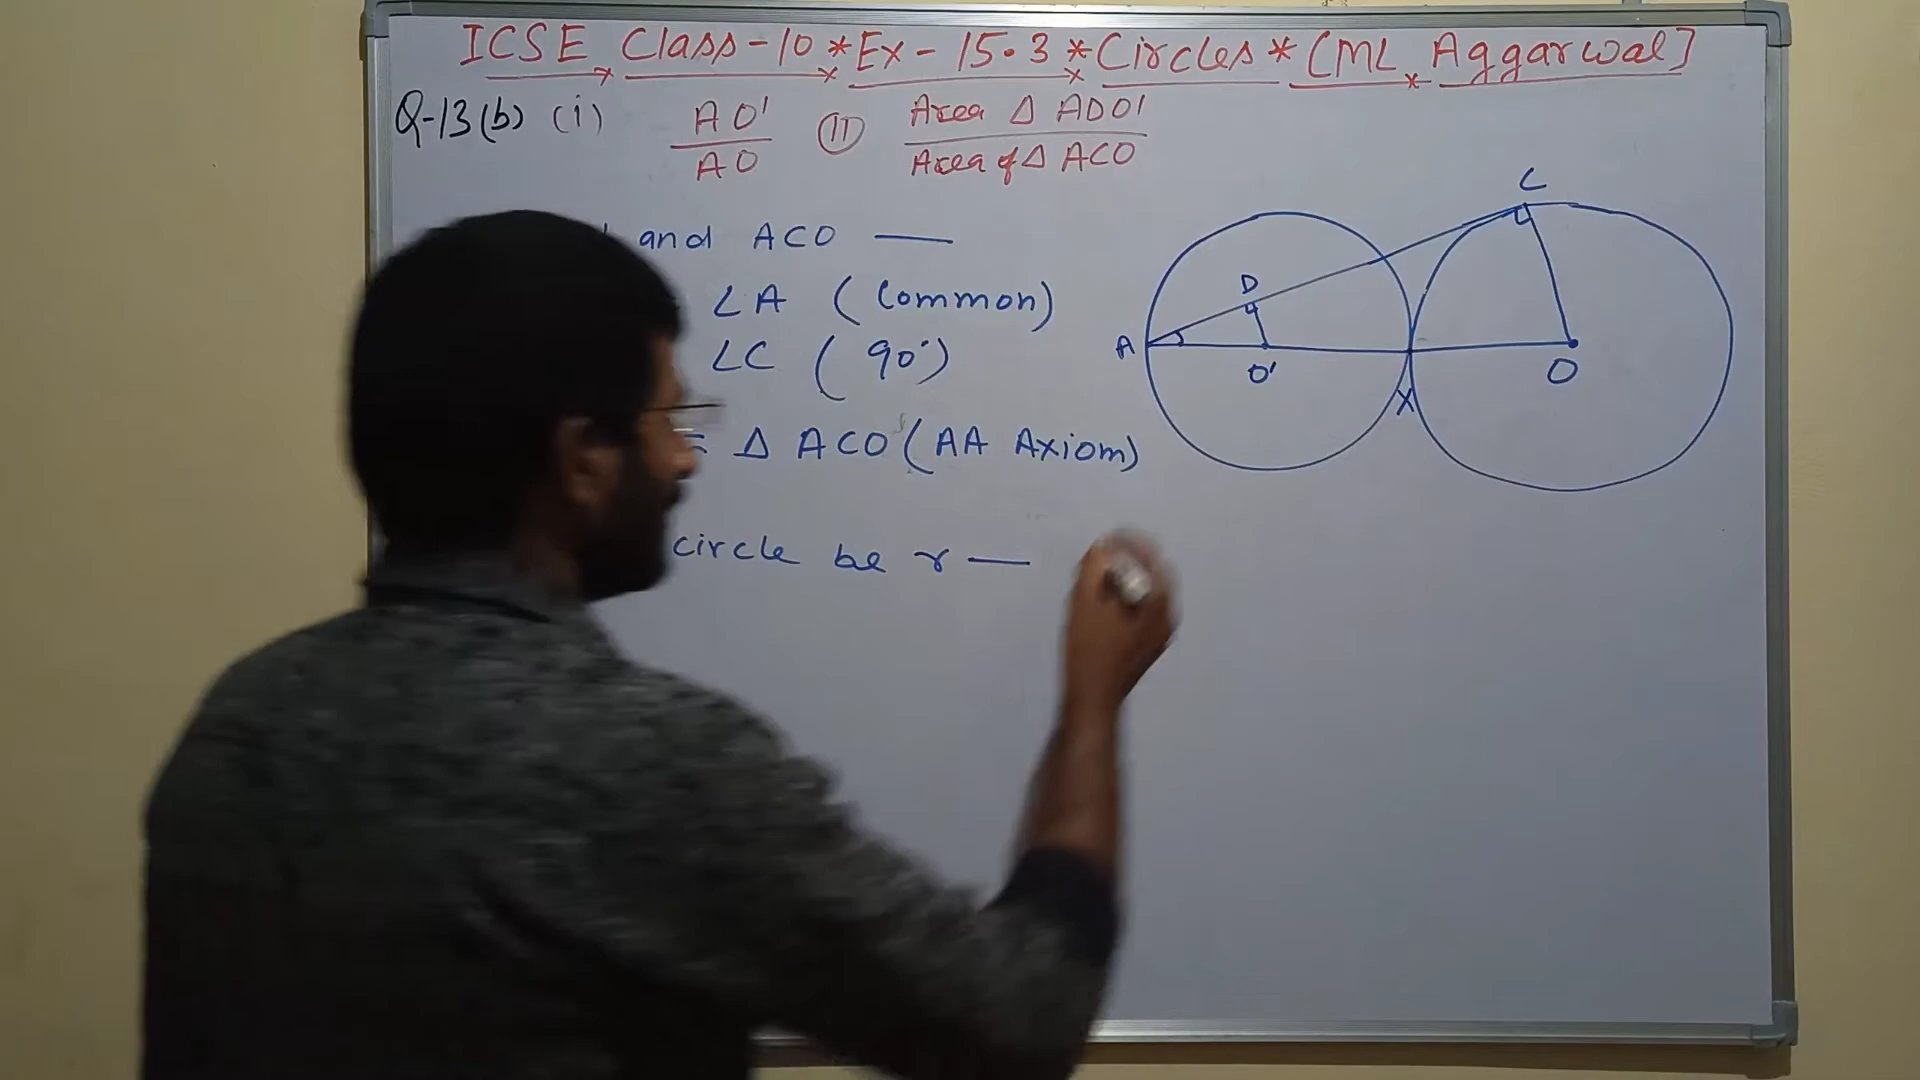 ICSE Class-10 * Ex-15.3 * Circles * [ML Aggarwal]
Q-13(b) (i) AO'/AO (ii) Area Δ ADO'/Area of Δ ACO
and ACO —
∠A (Common)
∠C (90°)
= Δ ACO (AA Axiom)
circle be r —
C
D
A
O'
O
X